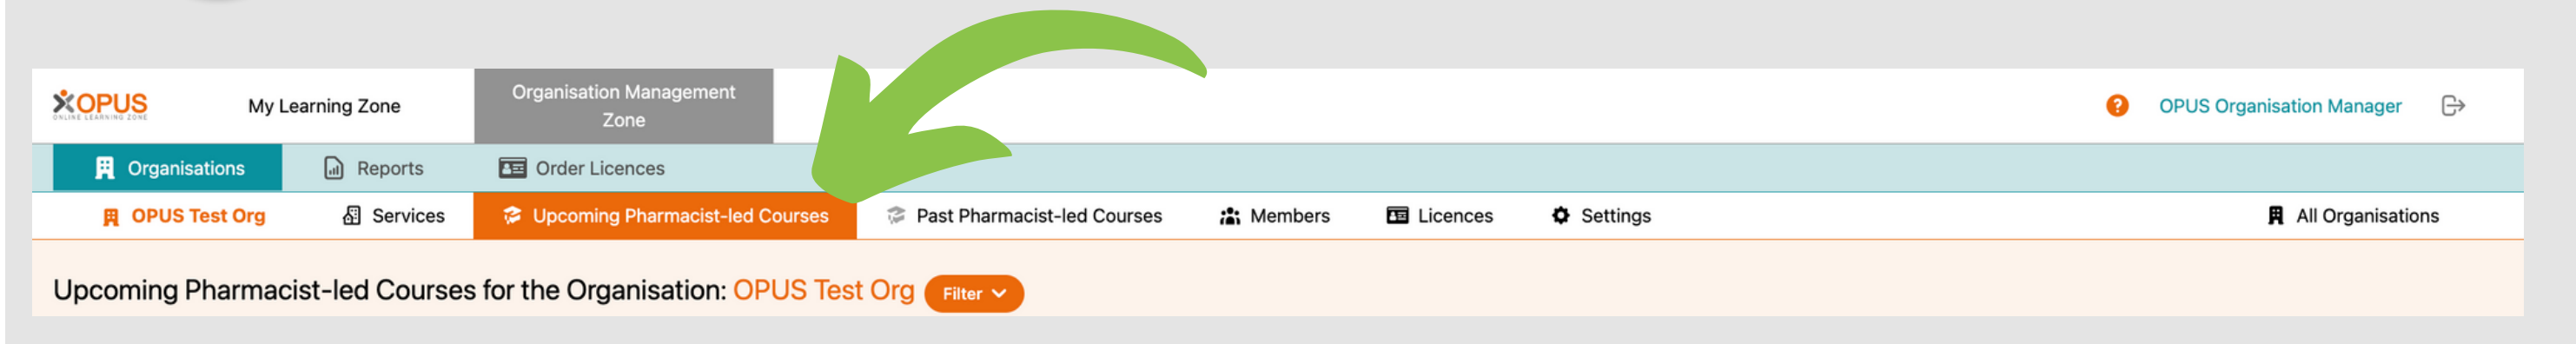 OPUS
ONLINE LEARNING ZONE
My Learning Zone
Organisation Management
Zone
?
OPUS Organisation Manager
Organisations
Reports
Order Licences
OPUS Test Org
Services
Upcoming Pharmacist-led Courses
Past Pharmacist-led Courses
Members
Licences
Settings
All Organisations
Upcoming Pharmacist-led Courses for the Organisation: OPUS Test Org
Filter